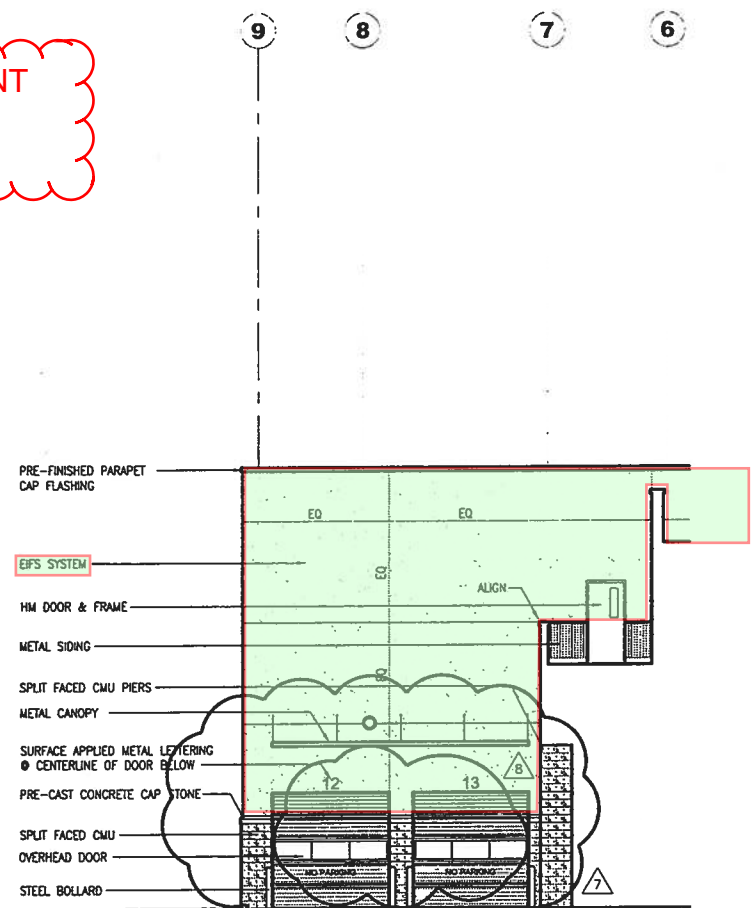 NT
9 8 7 6
PRE-FINISHED PARAPET
CAP FLASHING
EQ EQ
EIFS SYSTEM
EQ
ALIGN
HM DOOR & FRAME
METAL SIDING
EQ
SPLIT FACED CMU PIERS
METAL CANOPY
SURFACE APPLIED METAL LETTERING
@ CENTERLINE OF DOOR BELOW
8
12 13
PRE-CAST CONCRETE CAP STONE
SPLIT FACED CMU
OVERHEAD DOOR
NO PARKING NO PARKING
7
STEEL BOLLARD